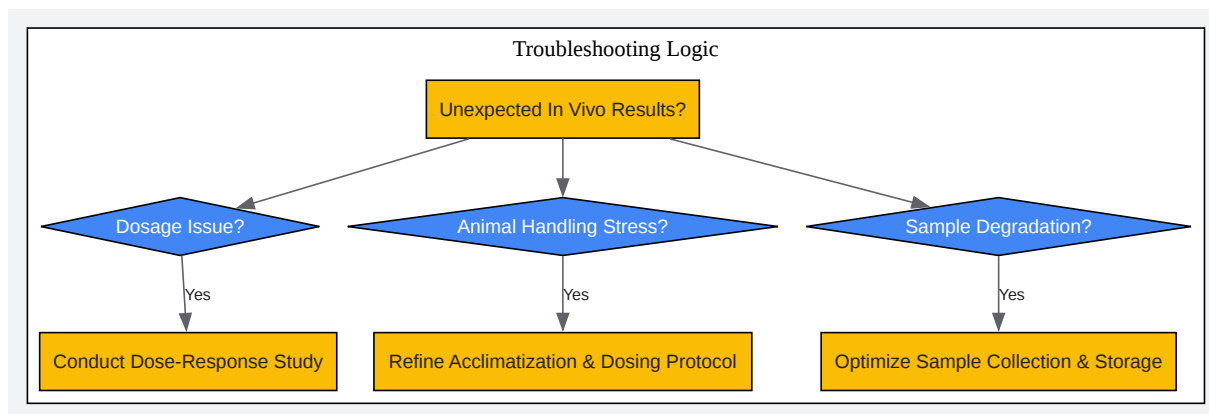 Troubleshooting Logic
Unexpected In Vivo Results?
Dosage Issue?
Animal Handling Stress?
Sample Degradation?
Yes
Yes
Yes
Conduct Dose-Response Study
Refine Acclimatization & Dosing Protocol
Optimize Sample Collection & Storage